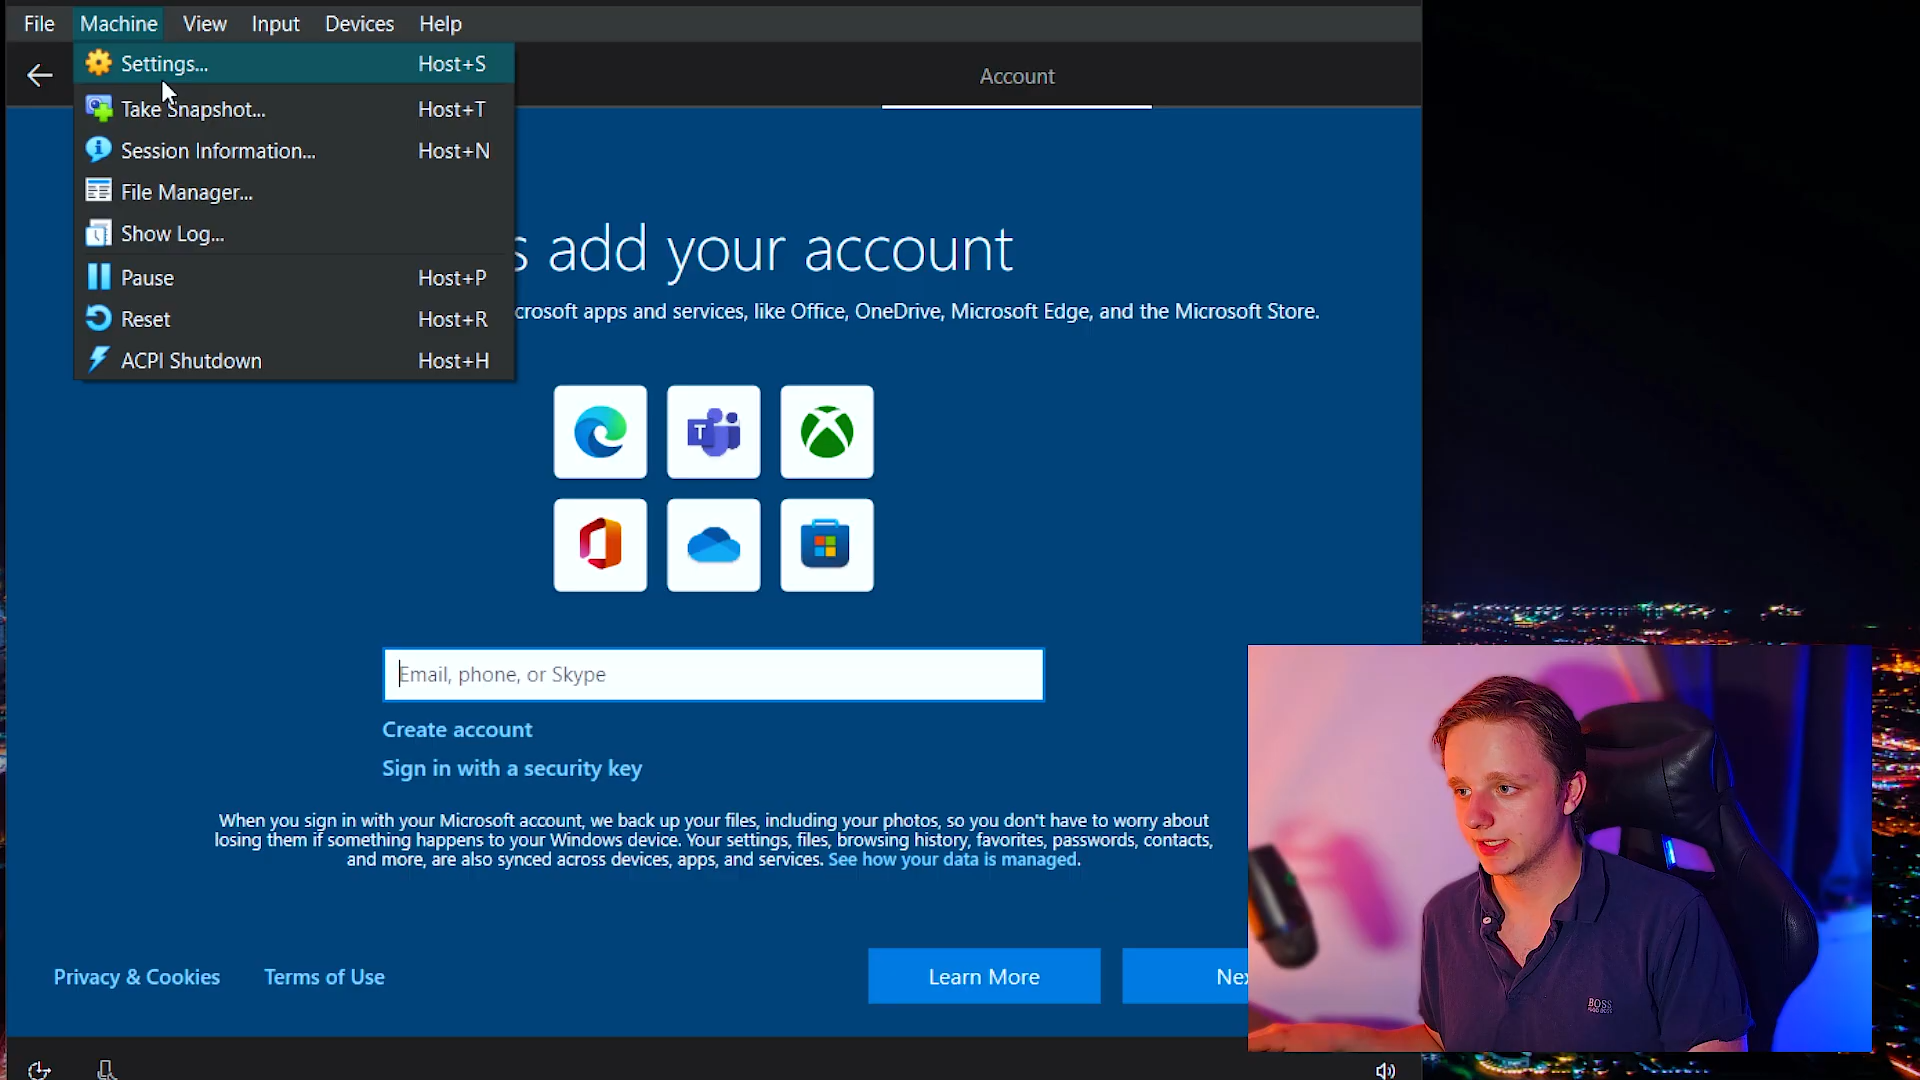 File Machine View Input Devices Help
Settings... Host+S
Take Snapshot... Host+T
Session Information... Host+N
File Manager...
Show Log...
Pause Host+P
Reset Host+R
ACPI Shutdown Host+H
Account
s add your account
crosoft apps and services, like Office, OneDrive, Microsoft Edge, and the Microsoft Store.
T
Email, phone, or Skype
Create account
Sign in with a security key
When you sign in with your Microsoft account, we back up your files, including your photos, so you don't have to worry about
losing them if something happens to your Windows device. Your settings, files, browsing history, favorites, passwords, contacts,
and more, are also synced across devices, apps, and services. See how your data is managed.
Privacy & Cookies Terms of Use
Learn More
Nex
BOSS
HUGO BOSS